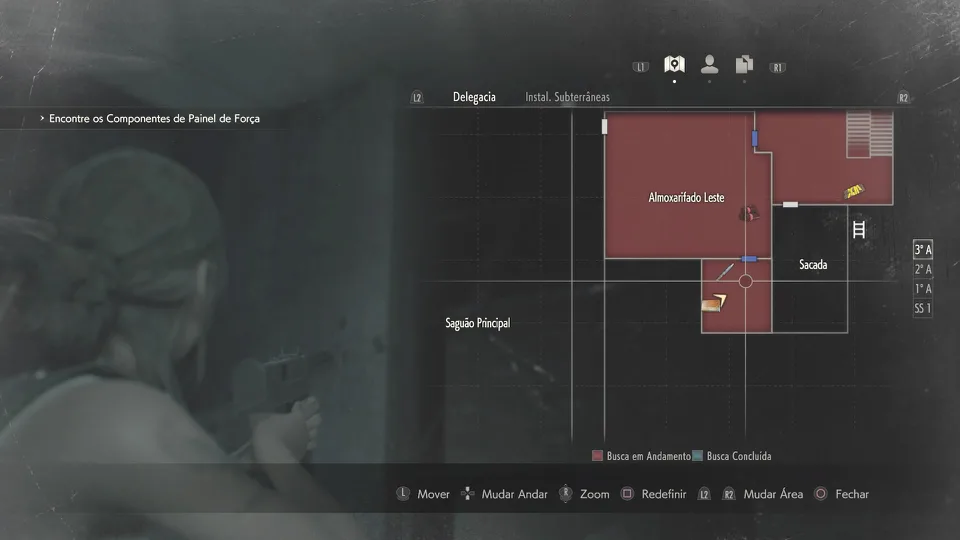 L1 R1
L2 Delegacia Instal. Subterrâneas R2
> Encontre os Componentes de Painel de Força
Almoxarifado Leste
Sacada
Saguão Principal
3º A
2º A
1º A
SS 1
Busca em Andamento Busca Concluída
L Mover Mudar Andar R Zoom Redefinir L2 R2 Mudar Área Fechar